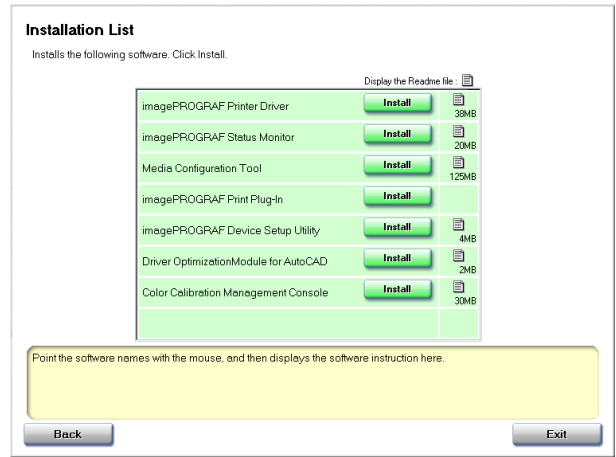 Installation List
Installs the following software. Click Install.
Display the Readme file :
imagePROGRAF Printer Driver Install 38MB
imagePROGRAF Status Monitor Install 20MB
Media Configuration Tool Install 125MB
imagePROGRAF Print Plug-In Install
imagePROGRAF Device Setup Utility Install 4MB
Driver OptimizationModule for AutoCAD Install 2MB
Color Calibration Management Console Install 30MB
Point the software names with the mouse, and then displays the software instruction here.
Back Exit